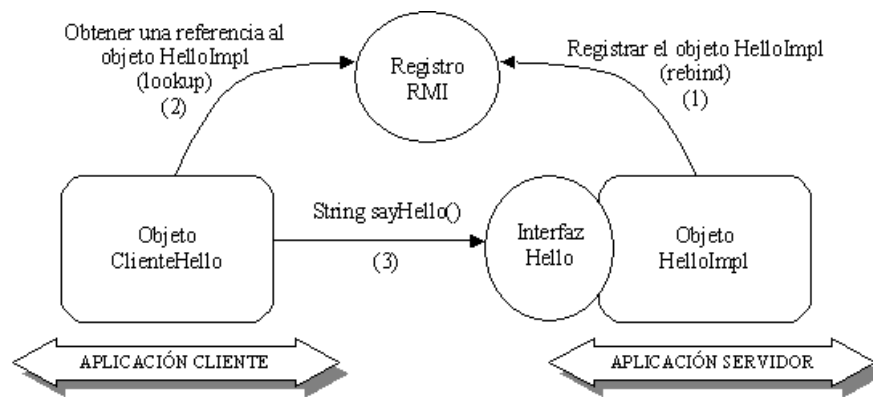 Obtener una referencia al
objeto HelloImpl
(lookup)
(2)
Registro
RMI
Registrar el objeto HelloImpl
(rebind)
(1)
Objeto
ClienteHello
String sayHello()
(3)
Interfaz
Hello
Objeto
HelloImpl
APLICACIÓN CLIENTE
APLICACIÓN SERVIDOR